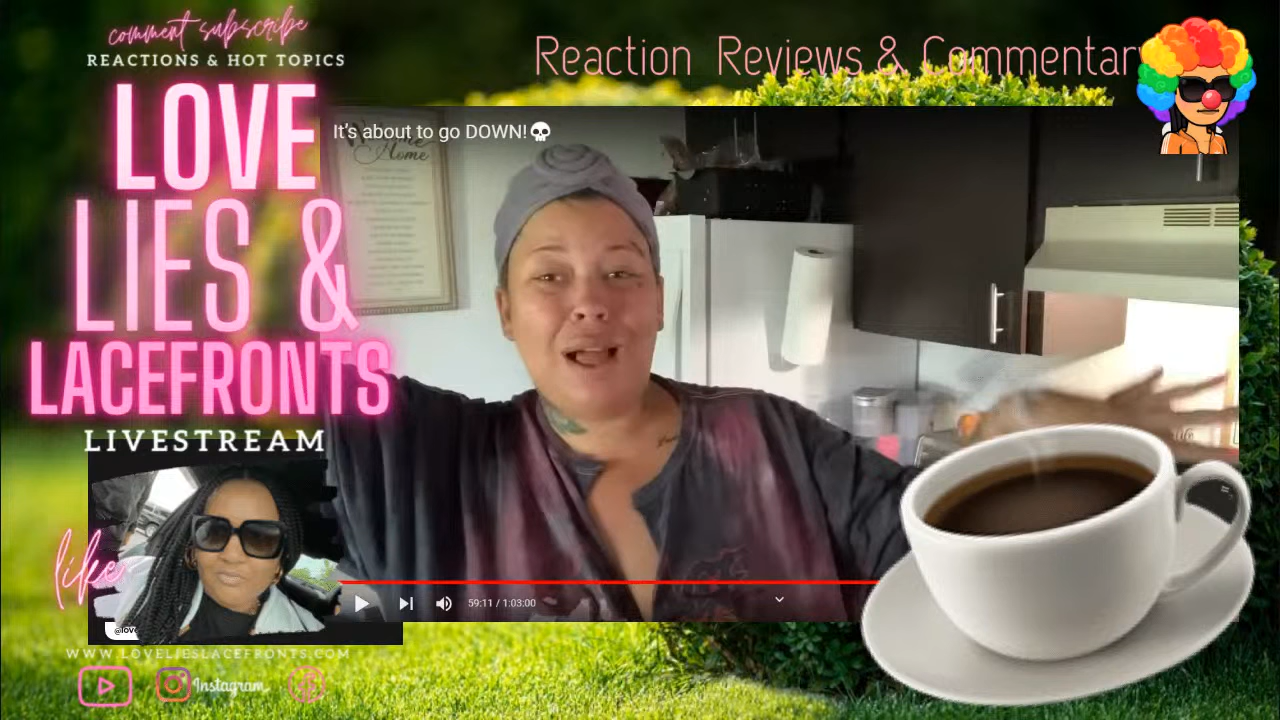 comment subscribe
REACTIONS & HOT TOPICS
LOVE
LIES &
LACEFRONTS
LIVESTREAM
Reaction Reviews & Commentary
It's about to go DOWN!💀
Home
like
59:11 / 1:03:00
WWW.LOVELIESLACEFRONTS.COM
Instagram